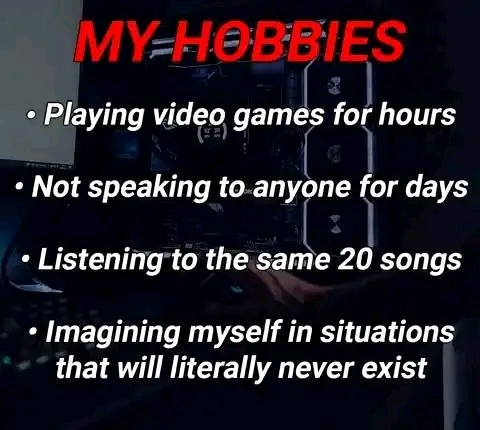 MY HOBBIES
• Playing video games for hours
• Not speaking to anyone for days
• Listening to the same 20 songs
• Imagining myself in situations
that will literally never exist